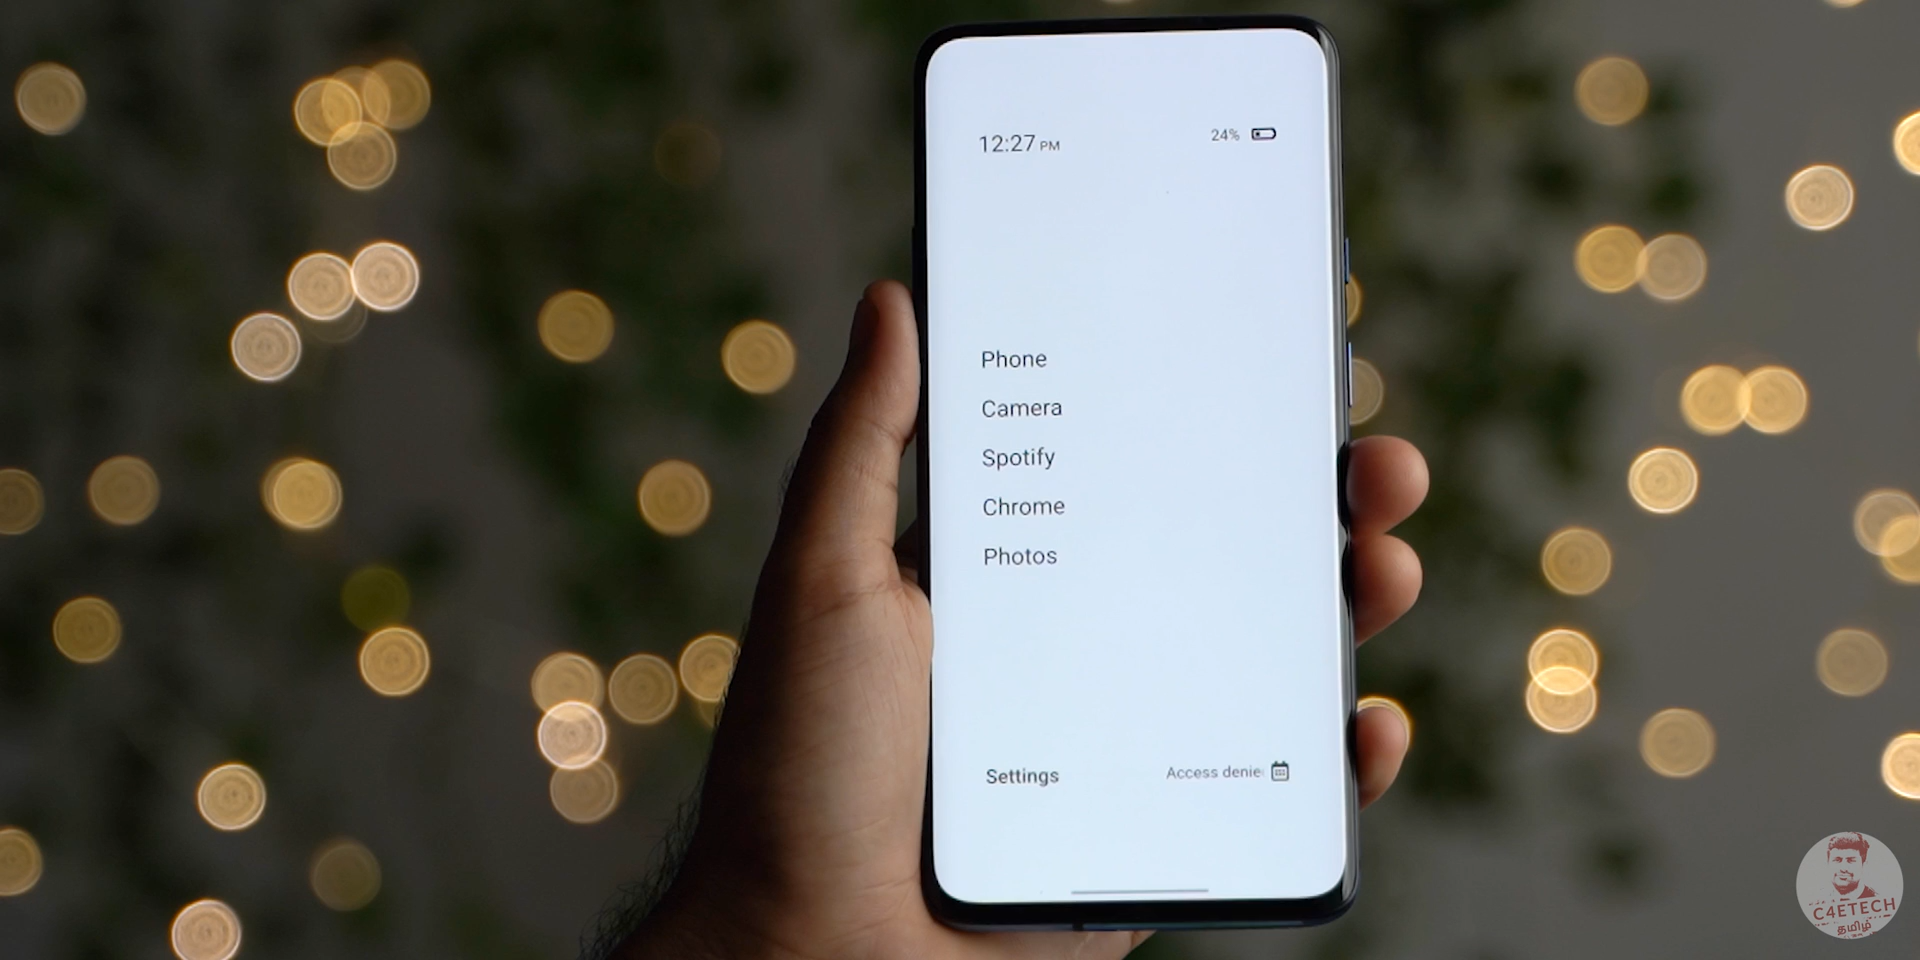 12:27 PM
24%
Phone
Camera
Spotify
Chrome
Photos
Settings
Access denie
C4ETECH
தமிழ்